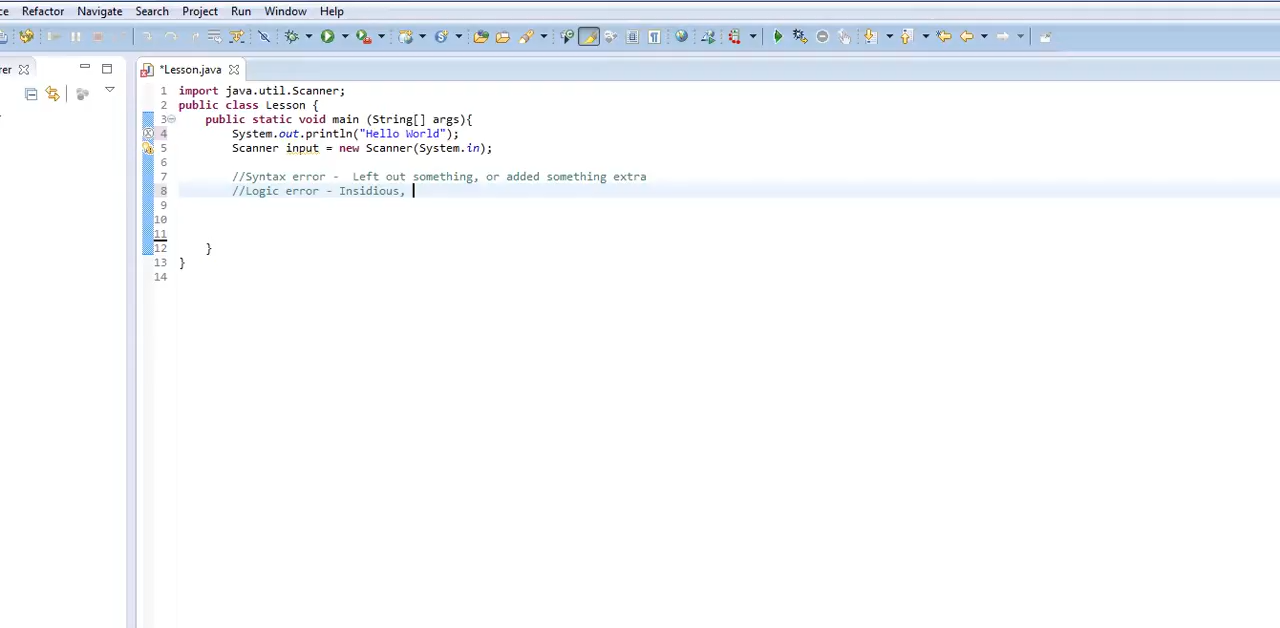 ce Refactor Navigate Search Project Run Window Help
rer
*Lesson.java
1 import java.util.Scanner;
2 public class Lesson {
3 public static void main (String[] args){
4 System.out.println("Hello World");
5 Scanner input = new Scanner(System.in);
6
7 //Syntax error -  Left out something, or added something extra
8 //Logic error - Insidious,
9
10
11
12 }
13 }
14